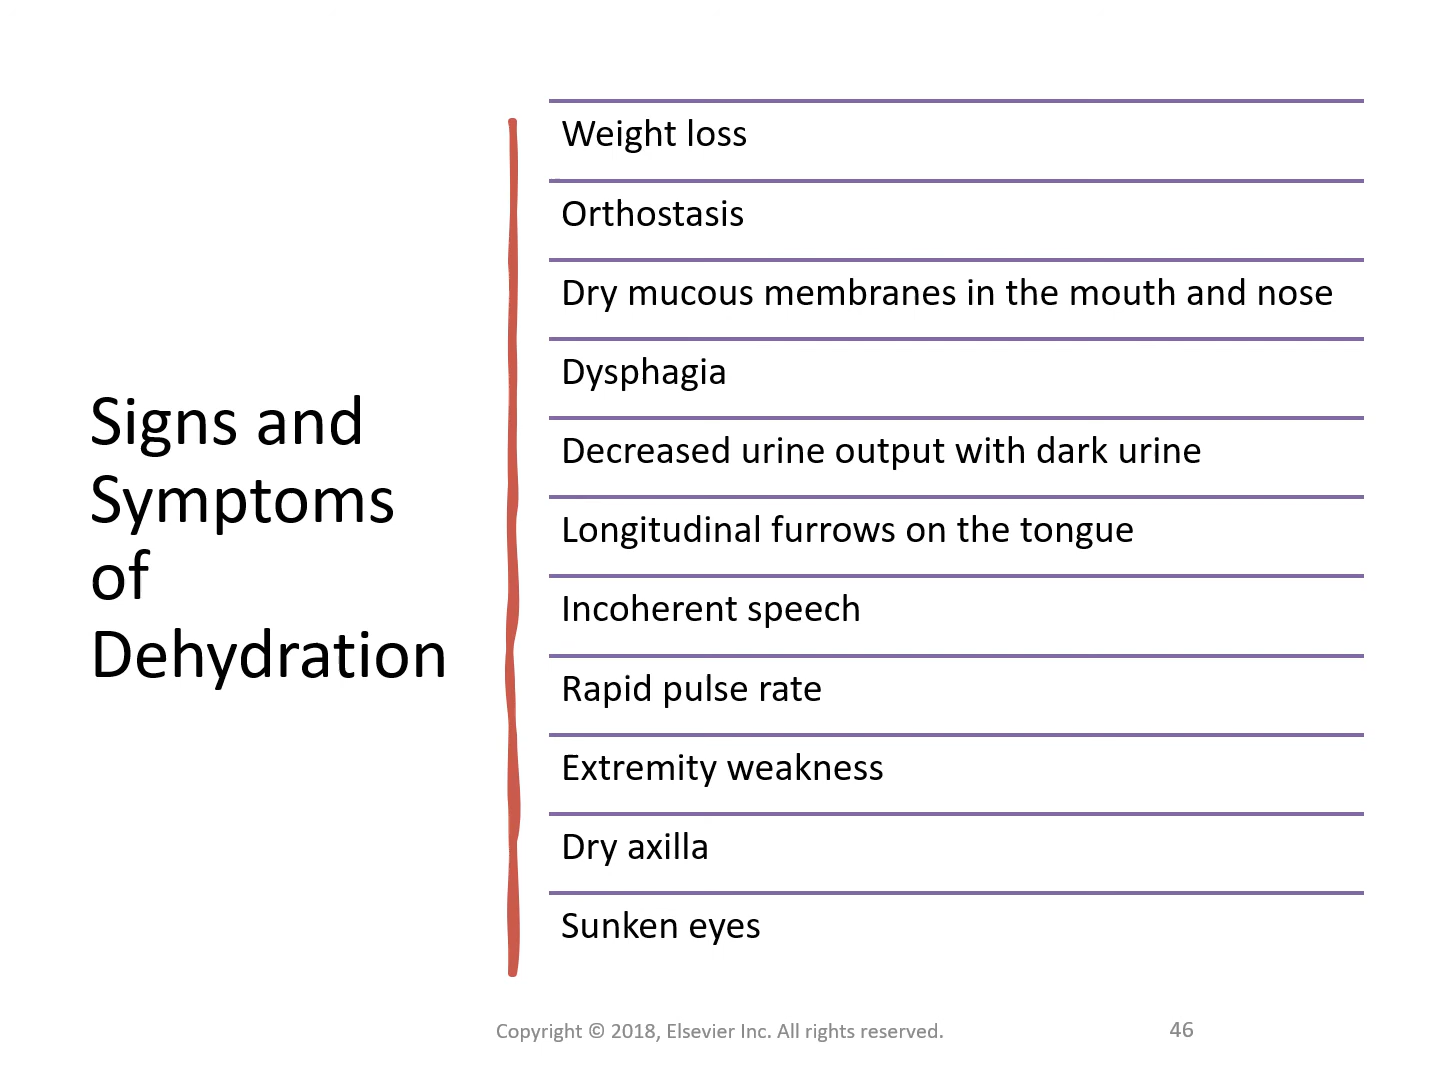 Signs and
Symptoms
of
Dehydration
Weight loss
Orthostasis
Dry mucous membranes in the mouth and nose
Dysphagia
Decreased urine output with dark urine
Longitudinal furrows on the tongue
Incoherent speech
Rapid pulse rate
Extremity weakness
Dry axilla
Sunken eyes
Copyright © 2018, Elsevier Inc. All rights reserved.
46